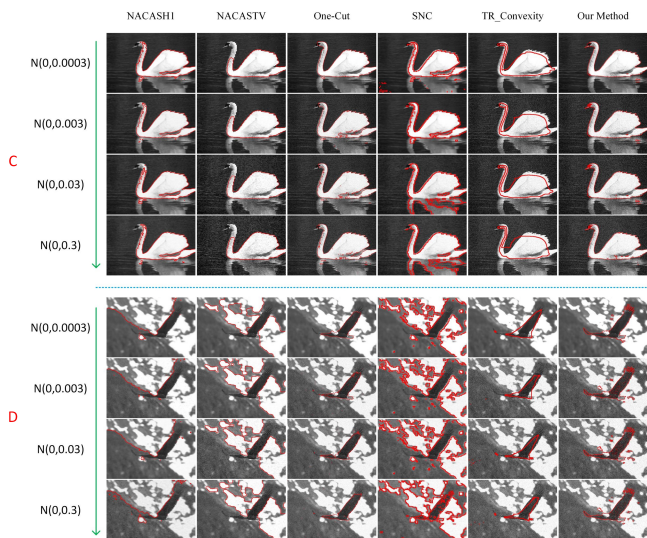 NACASH1 NACASTV One-Cut SNC TR_Convexity Our Method
N(0,0.0003)
N(0,0.003)
C
N(0,0.03)
N(0,0.3)
N(0,0.0003)
N(0,0.003)
D
N(0,0.03)
N(0,0.3)